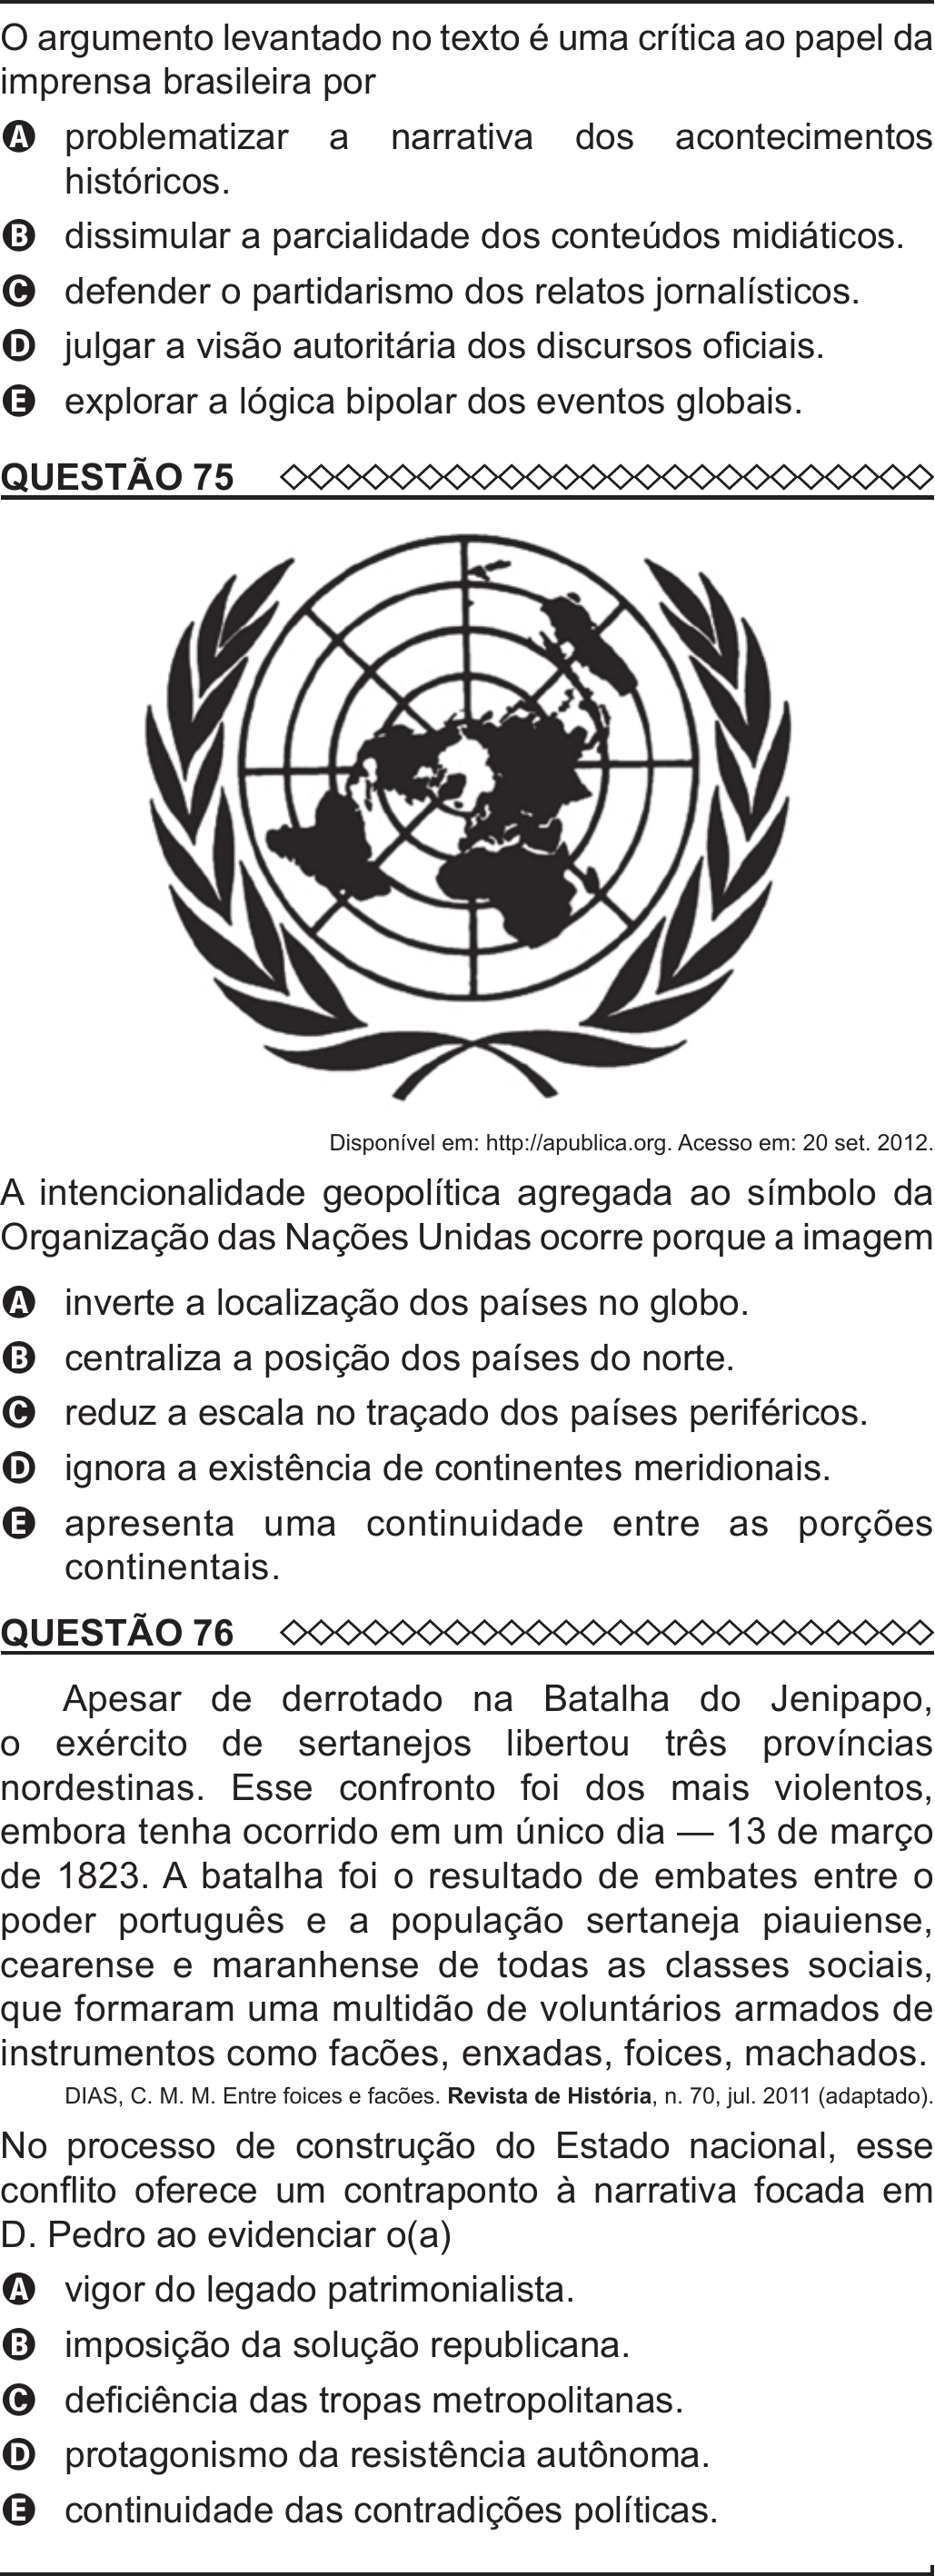 O argumento levantado no texto é uma crítica ao papel da
imprensa brasileira por
A problematizar a narrativa dos acontecimentos
históricos.
B dissimular a parcialidade dos conteúdos midiáticos.
C defender o partidarismo dos relatos jornalísticos.
D julgar a visão autoritária dos discursos oficiais.
E explorar a lógica bipolar dos eventos globais.
QUESTÃO 75
Disponível em: http://apublica.org. Acesso em: 20 set. 2012.
A intencionalidade geopolítica agregada ao símbolo da
Organização das Nações Unidas ocorre porque a imagem
A inverte a localização dos países no globo.
B centraliza a posição dos países do norte.
C reduz a escala no traçado dos países periféricos.
D ignora a existência de continentes meridionais.
E apresenta uma continuidade entre as porções
continentais.
QUESTÃO 76
Apesar de derrotado na Batalha do Jenipapo,
o exército de sertanejos libertou três províncias
nordestinas. Esse confronto foi dos mais violentos,
embora tenha ocorrido em um único dia — 13 de março
de 1823. A batalha foi o resultado de embates entre o
poder português e a população sertaneja piauiense,
cearense e maranhense de todas as classes sociais,
que formaram uma multidão de voluntários armados de
instrumentos como facões, enxadas, foices, machados.
DIAS, C. M. M. Entre foices e facões. Revista de História, n. 70, jul. 2011 (adaptado).
No processo de construção do Estado nacional, esse
conflito oferece um contraponto à narrativa focada em
D. Pedro ao evidenciar o(a)
A vigor do legado patrimonialista.
B imposição da solução republicana.
C deficiência das tropas metropolitanas.
D protagonismo da resistência autônoma.
E continuidade das contradições políticas.